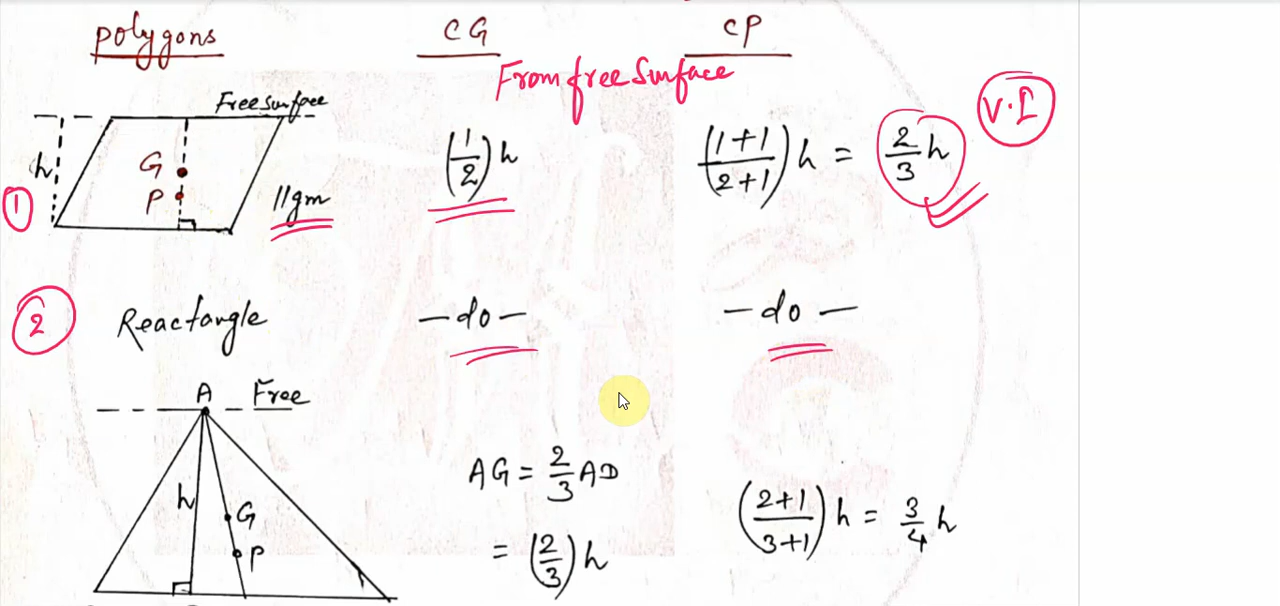 polygons CG CP
From free Surface
V.I
Free surface
h
G
P
||gm
(1/2)h
((1+1)/(2+1))h = 2/3 h
1
2
Reactangle
-do-
-do-
A Free
h
G
P
AG = 2/3 AD
= (2/3)h
((2+1)/(3+1))h = 3/4 h